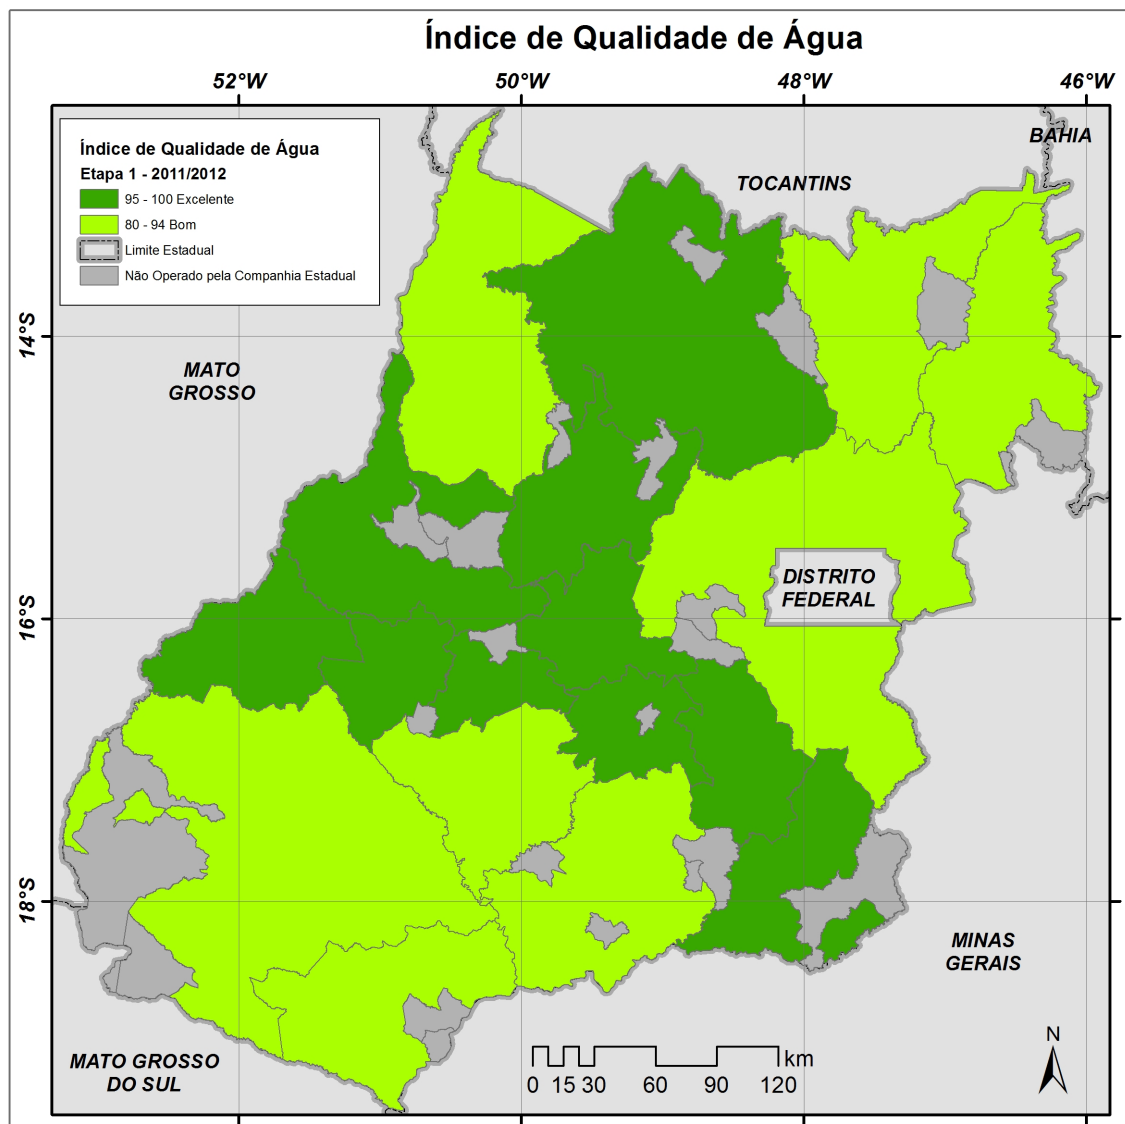 Índice de Qualidade de Água
52°W
50°W
48°W
46°W
Índice de Qualidade de Água
Etapa 1 - 2011/2012
95 - 100 Excelente
80 - 94 Bom
Limite Estadual
Não Operado pela Companhia Estadual
BAHIA
TOCANTINS
14°S
MATO
GROSSO
DISTRITO
FEDERAL
16°S
18°S
MINAS
GERAIS
MATO GROSSO
DO SUL
N
km
0 15 30 60 90 120